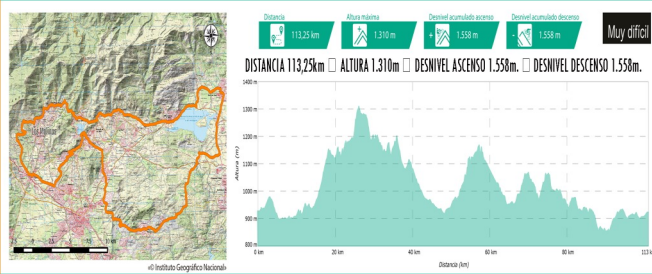 Distancia
113,25 km
Altura máxima
1.310 m
Desnivel acumulado ascenso
+ 1.558 m
Desnivel acumulado descenso
- 1.558 m
Muy difícil
DISTANCIA 113,25km □ ALTURA 1.310m □ DESNIVEL ASCENSO 1.558m. □ DESNIVEL DESCENSO 1.558m.
1400 m
1300 m
1200 m
1100 m
1000 m
900 m
800 m
Altura (m)
0 km
20 km
40 km
60 km
80 km
113 k
Distancia (km)
10 km
© Instituto Geográfico Nacional